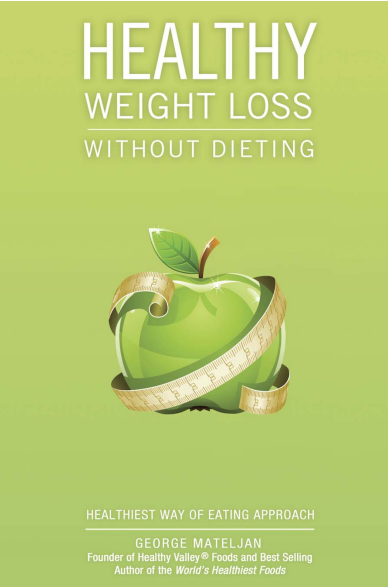 HEALTHY
WEIGHT LOSS
WITHOUT DIETING
HEALTHIEST WAY OF EATING APPROACH
GEORGE MATELJAN
Founder of Healthy Valley® Foods and Best Selling
Author of the World's Healthiest Foods